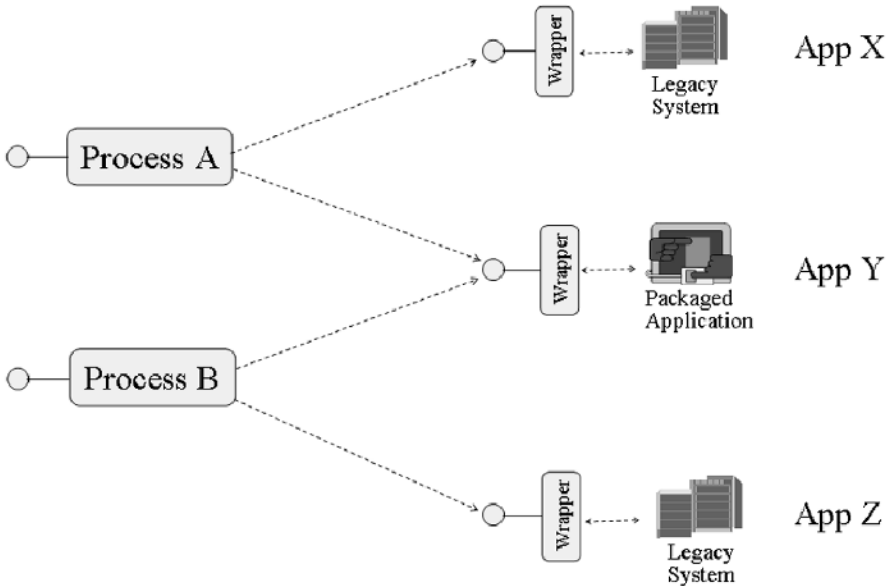 Wrapper
App X
Legacy
System
Process A
Wrapper
App Y
Packaged
Application
Process B
Wrapper
App Z
Legacy
System